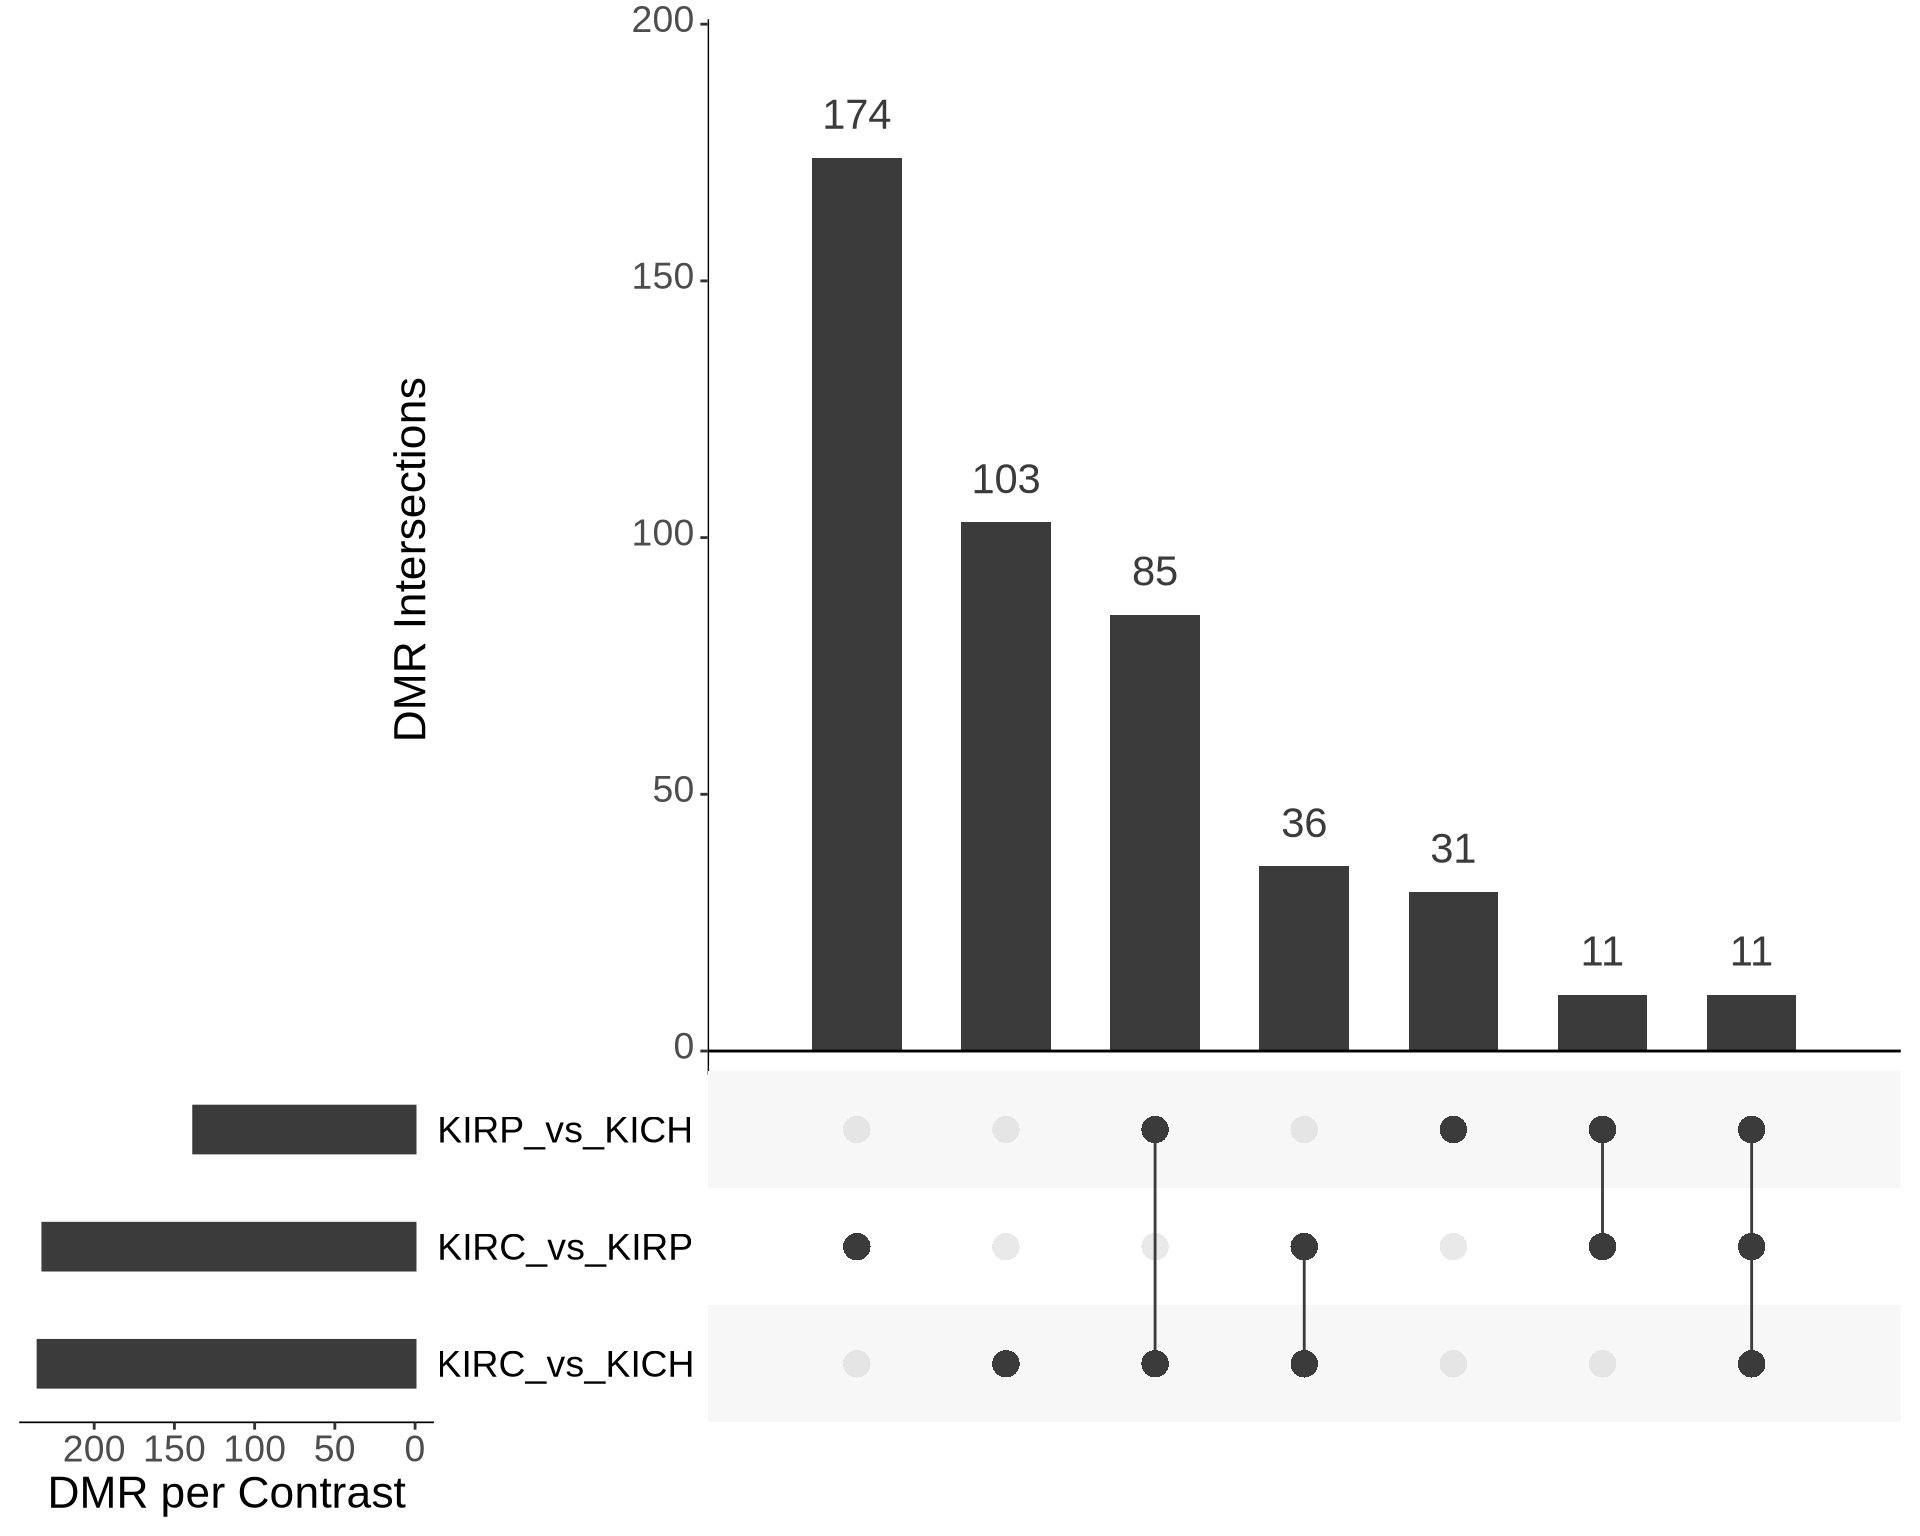 200
150
100
50
0
DMR Intersections
174
103
85
36
31
11
11
KIRP_vs_KICH
KIRC_vs_KIRP
KIRC_vs_KICH
200 150 100 50 0
DMR per Contrast